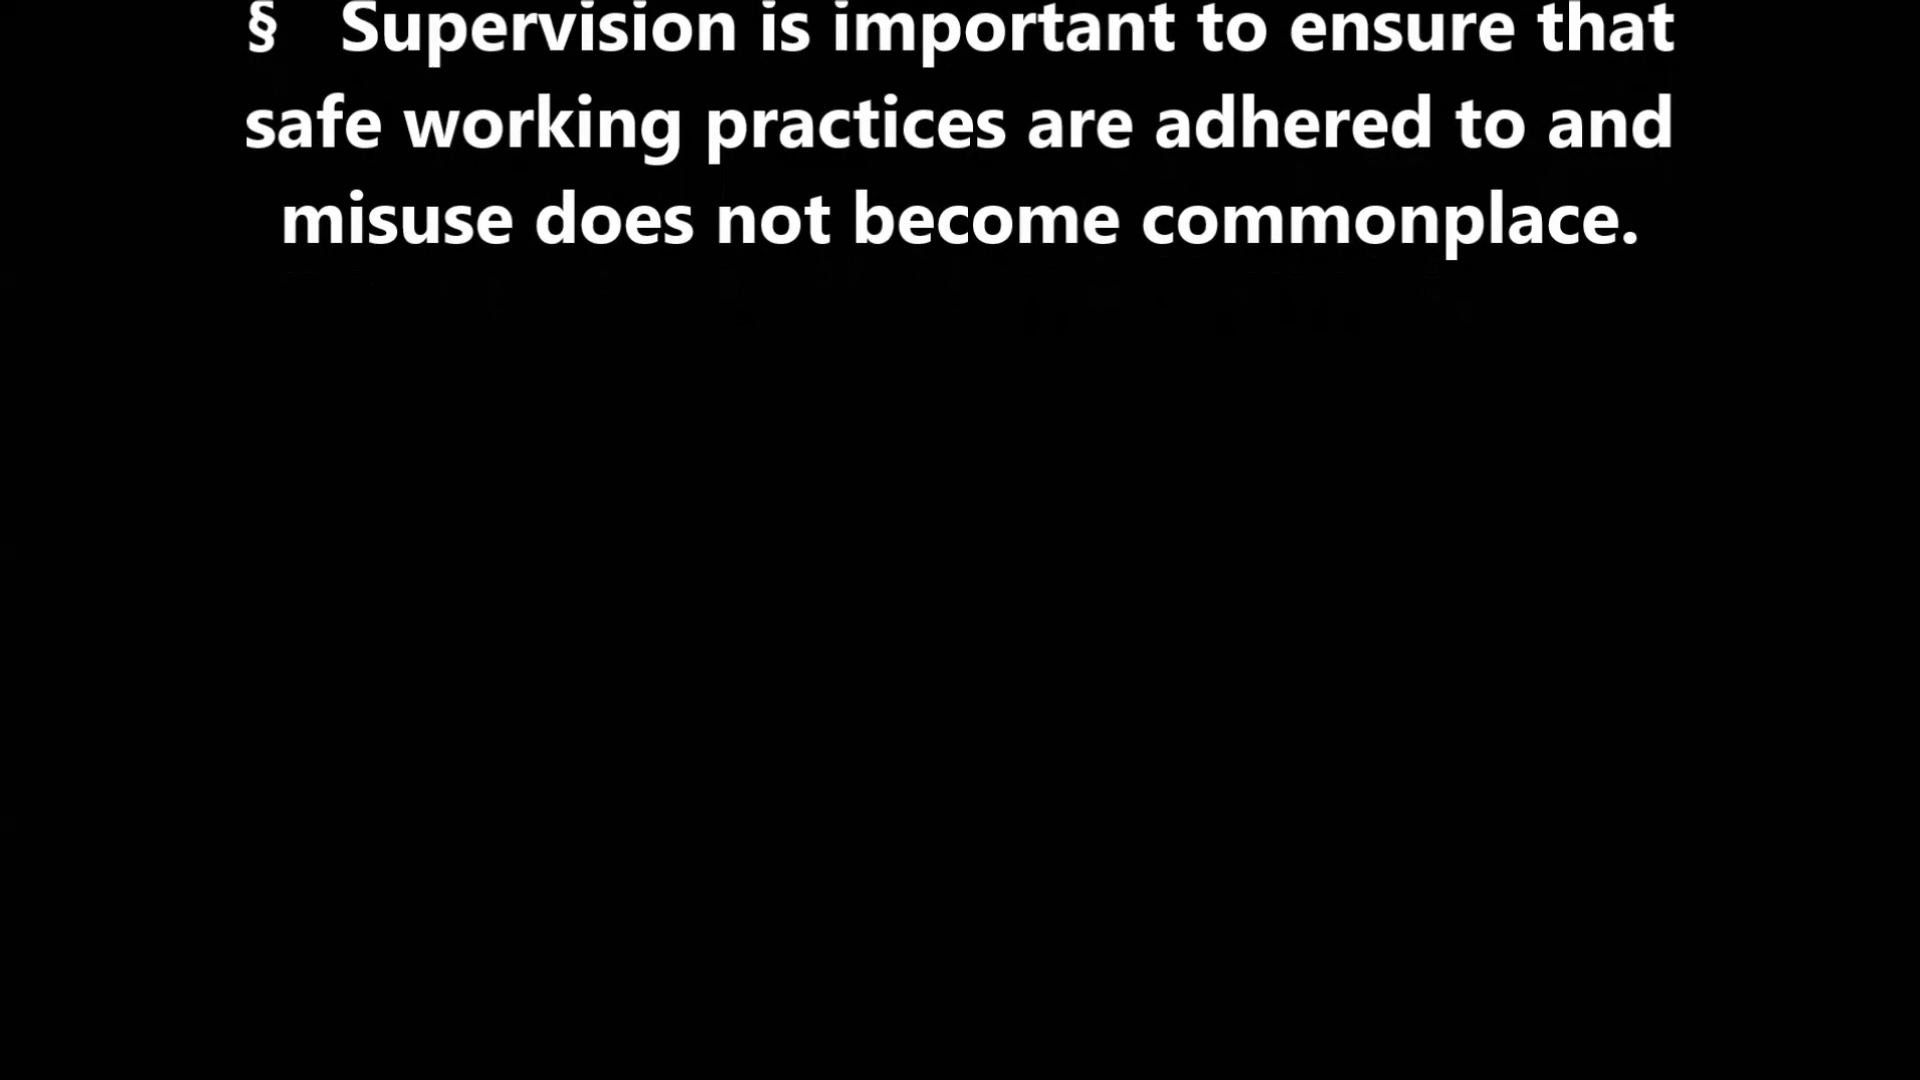 § Supervision is important to ensure that
safe working practices are adhered to and
misuse does not become commonplace.